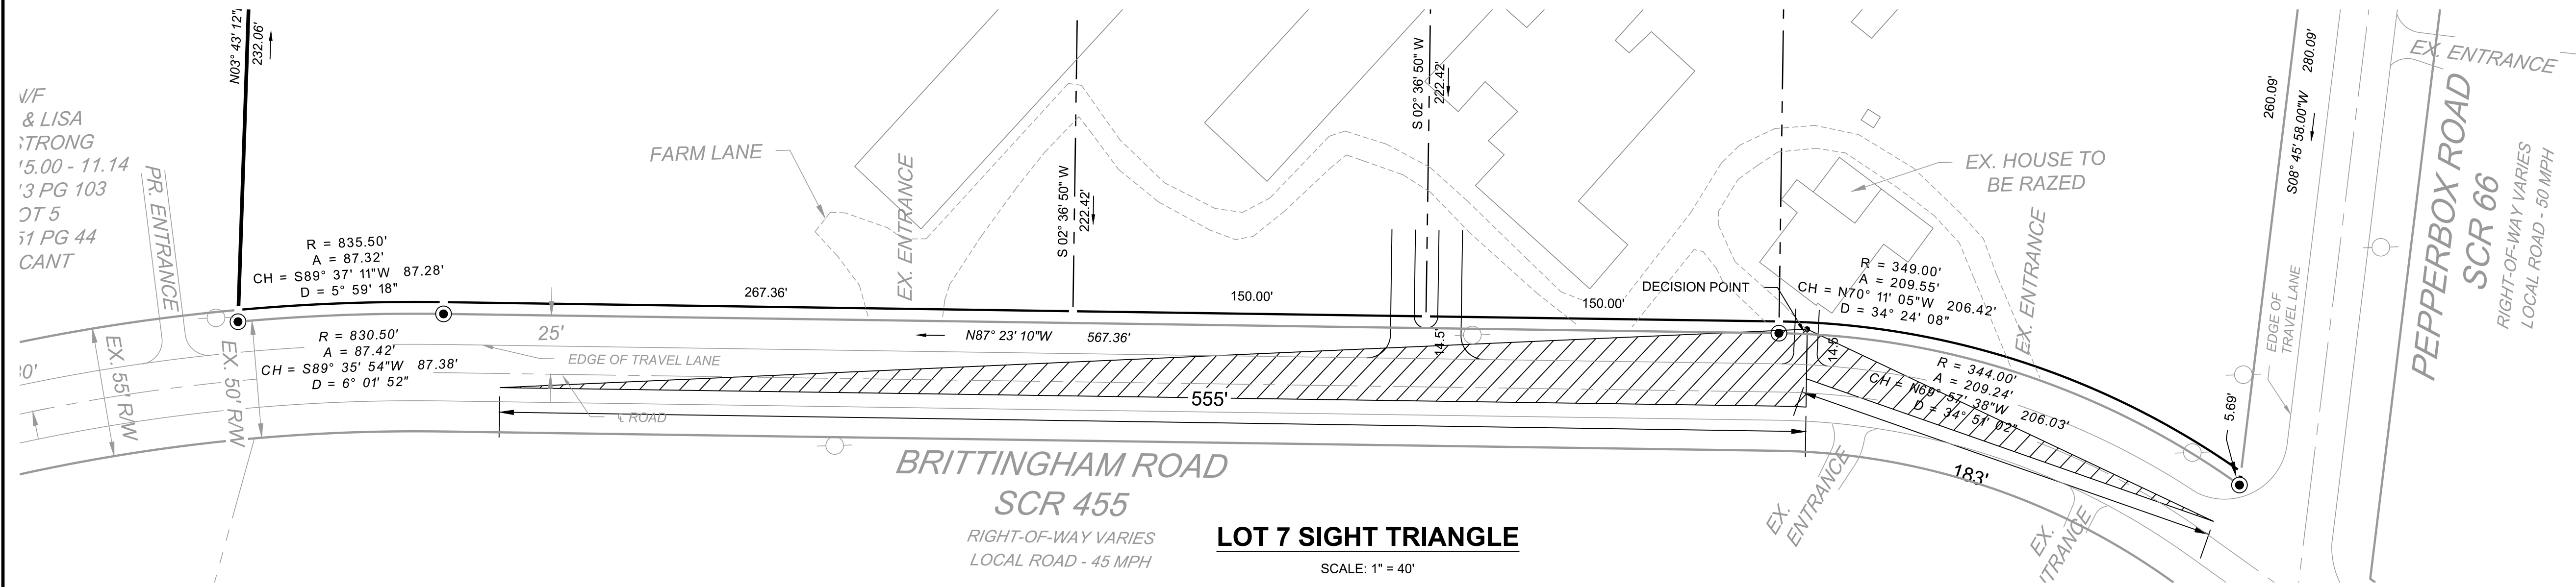 N03° 43' 12"
232.06'
N/F
& LISA
STRONG
15.00 - 11.14
'3 PG 103
OT 5
51 PG 44
CANT
PR. ENTRANCE
R = 835.50'
A = 87.32'
CH = S89° 37' 11"W 87.28'
D = 5° 59' 18"
R = 830.50'
A = 87.42'
CH = S89° 35' 54"W 87.38'
D = 6° 01' 52"
EX. 55' R/W
EX. 50' R/W
25'
EDGE OF TRAVEL LANE
℄ ROAD
FARM LANE
EX. ENTRANCE
267.36'
N87° 23' 10"W 567.36'
S 02° 36' 50" W
222.42'
150.00'
S 02° 36' 50" W
222.42'
14.5'
150.00'
DECISION POINT
14.5'
555'
EX. HOUSE TO
BE RAZED
R = 349.00'
A = 209.55'
CH = N70° 11' 05"W 206.42'
D = 34° 24' 08"
EX. ENTRANCE
R = 344.00'
A = 209.24'
CH = N69° 57' 38"W 206.03'
D = 34° 51' 02"
183'
5.69'
260.09'
S08° 45' 58.00"W 280.09'
EDGE OF
TRAVEL LANE
EX. ENTRANCE
PEPPERBOX ROAD
SCR 66
RIGHT-OF-WAY VARIES
LOCAL ROAD - 50 MPH
BRITTINGHAM ROAD
SCR 455
RIGHT-OF-WAY VARIES
LOCAL ROAD - 45 MPH
EX.
ENTRANCE
EX.
NTRANCE
LOT 7 SIGHT TRIANGLE
SCALE: 1" = 40'